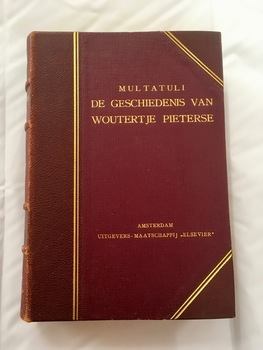 MULTATULI
DE GESCHIEDENIS VAN
WOUTERTJE PIETERSE
AMSTERDAM
UITGEVERS-MAATSCHAPPIJ „ELSEVIER”